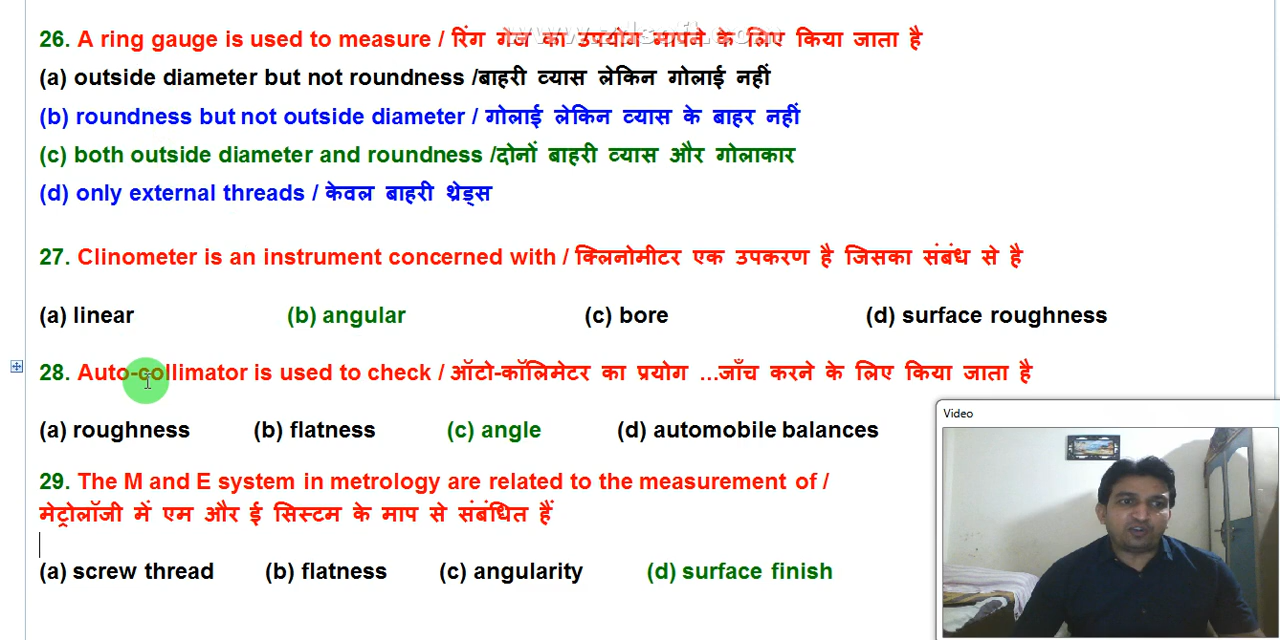 26. A ring gauge is used to measure / रिंग गेज का उपयोग मापने के लिए किया जाता है
(a) outside diameter but not roundness /बाहरी व्यास लेकिन गोलाई नहीं
(b) roundness but not outside diameter / गोलाई लेकिन व्यास के बाहर नहीं
(c) both outside diameter and roundness /दोनों बाहरी व्यास और गोलाकार
(d) only external threads / केवल बाहरी थ्रेड्स
27. Clinometer is an instrument concerned with / क्लिनोमीटर एक उपकरण है जिसका संबंध से है
(a) linear (b) angular (c) bore (d) surface roughness
28. Auto-collimator is used to check / ऑटो-कॉलिमेटर का प्रयोग ...जाँच करने के लिए किया जाता है
(a) roughness (b) flatness (c) angle (d) automobile balances
Video
29. The M and E system in metrology are related to the measurement of /
मेट्रोलॉजी में एम और ई सिस्टम के माप से संबंधित हैं
(a) screw thread (b) flatness (c) angularity (d) surface finish